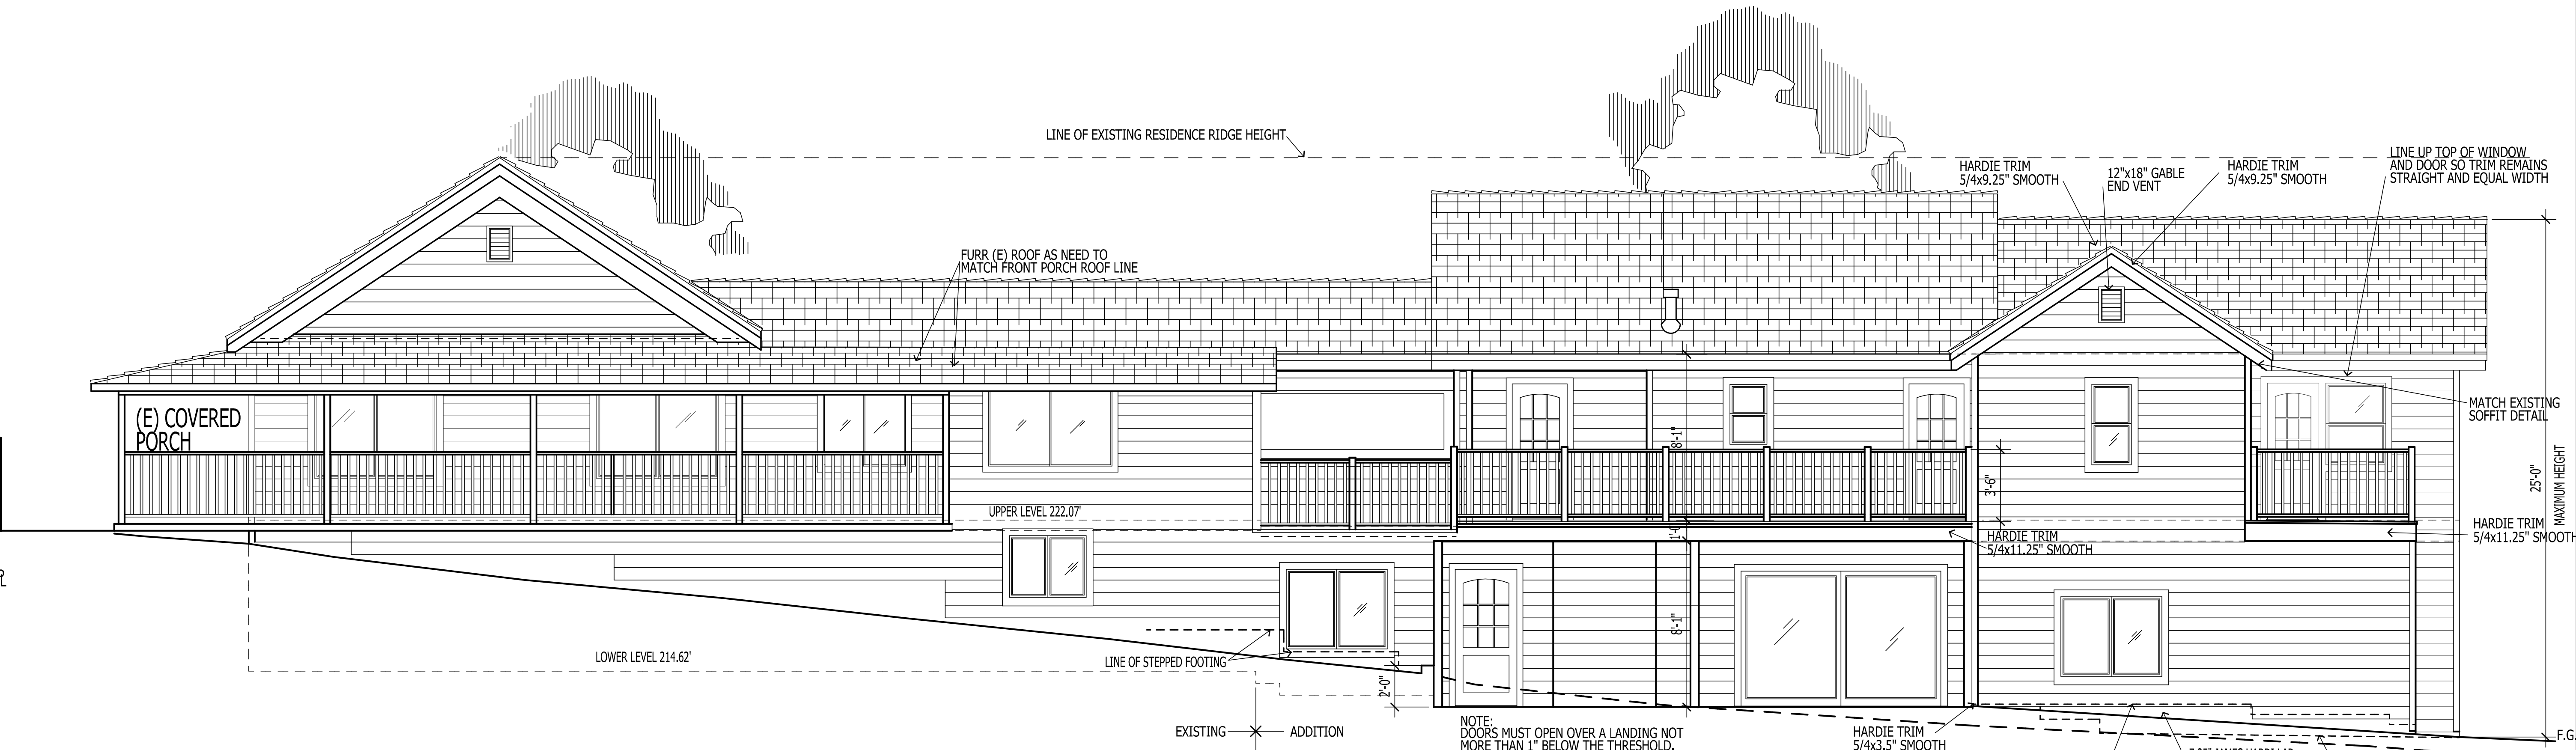 LINE OF EXISTING RESIDENCE RIDGE HEIGHT
HARDIE TRIM
5/4x9.25" SMOOTH
12"x18" GABLE
END VENT
HARDIE TRIM
5/4x9.25" SMOOTH
LINE UP TOP OF WINDOW
AND DOOR SO TRIM REMAINS
STRAIGHT AND EQUAL WIDTH
FURR (E) ROOF AS NEED TO
MATCH FRONT PORCH ROOF LINE
(E) COVERED
PORCH
MATCH EXISTING
SOFFIT DETAIL
8'-1"
3'-6"
25'-0"
MAXIMUM HEIGHT
UPPER LEVEL 222.07'
HARDIE TRIM
5/4x11.25" SMOOTH
HARDIE TRIM
5/4x11.25" SMOOTH
8'-1"
LOWER LEVEL 214.62'
LINE OF STEPPED FOOTING
2'-0"
EXISTING
ADDITION
NOTE:
DOORS MUST OPEN OVER A LANDING NOT
MORE THAN 1" BELOW THE THRESHOLD.
HARDIE TRIM
5/4x3.5" SMOOTH
F.G.